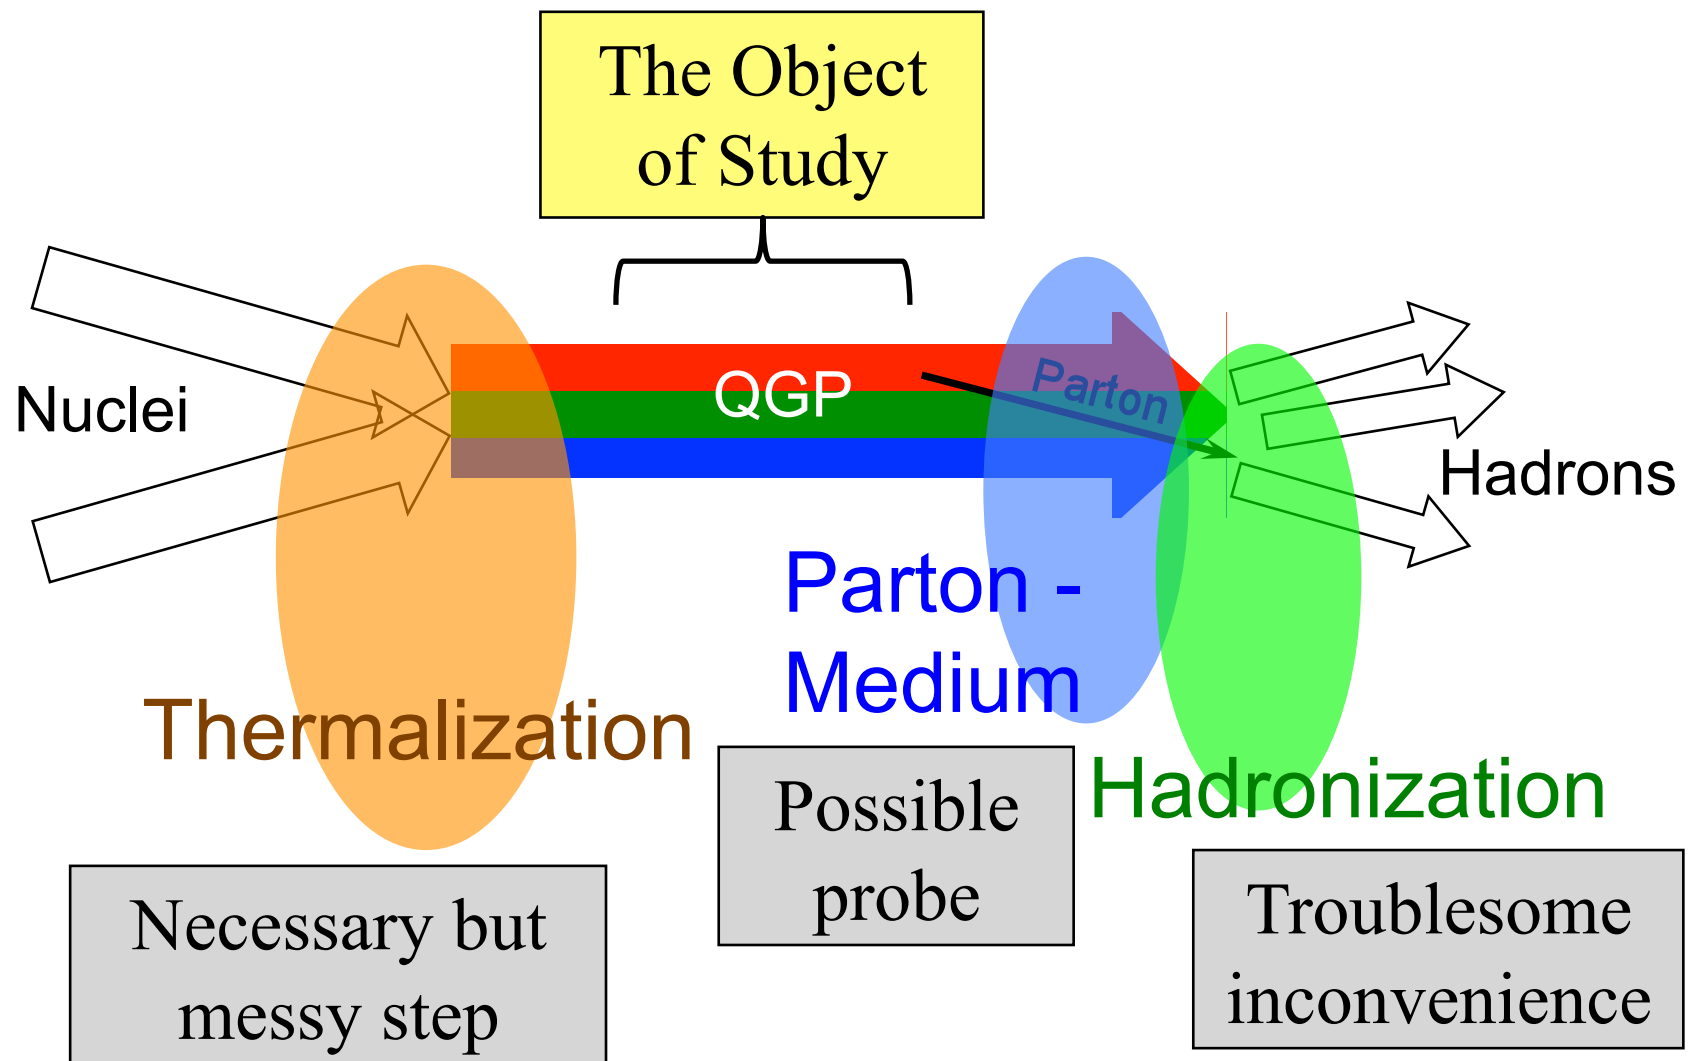 The Object
of Study
QGP
Parton
Nuclei
Hadrons
Parton -
Medium
Thermalization
Hadronization
Possible
probe
Necessary but
messy step
Troublesome
inconvenience